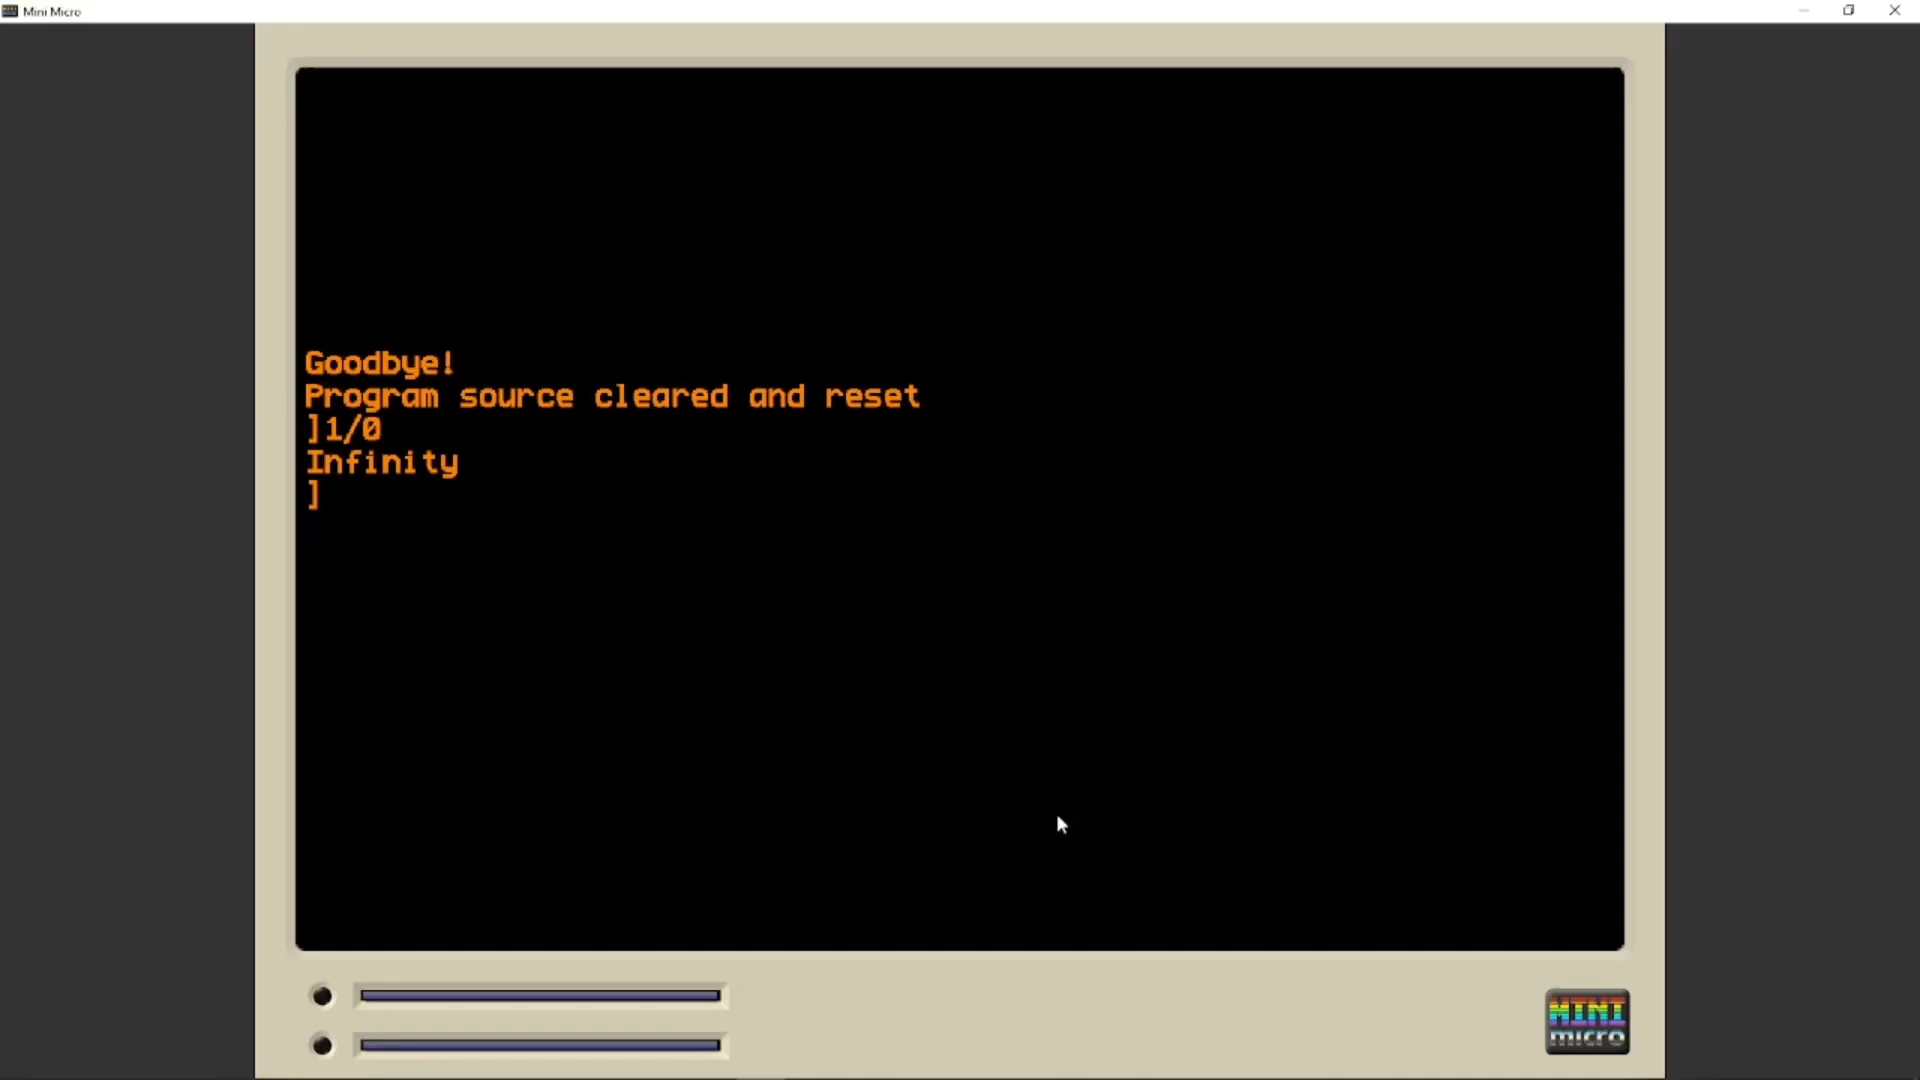 Mini Micro
Goodbye!
Program source cleared and reset
]1/0
Infinity
]
MINI
micro